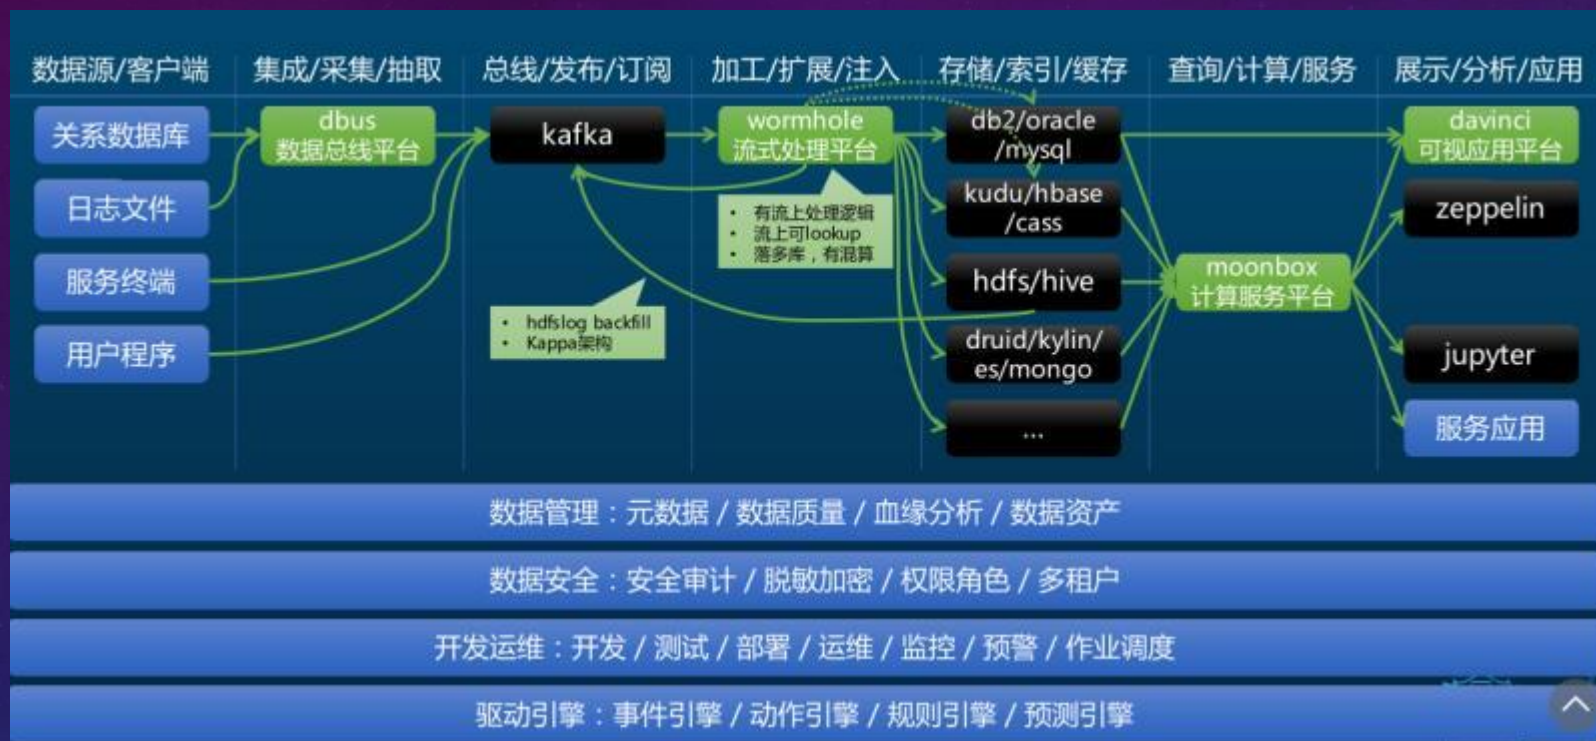 数据源/客户端
集成/采集/抽取
总线/发布/订阅
加工/扩展/注入
存储/索引/缓存
查询/计算/服务
展示/分析/应用
关系数据库
日志文件
服务终端
用户程序
dbus
数据总线平台
kafka
• hdfslog backfill
• Kappa架构
wormhole
流式处理平台
• 有流上处理逻辑
• 流上可lookup
• 落多库，有混算
db2/oracle
/mysql
kudu/hbase
/cass
hdfs/hive
druid/kylin/
es/mongo
...
moonbox
计算服务平台
davinci
可视应用平台
zeppelin
jupyter
服务应用
数据管理：元数据 / 数据质量 / 血缘分析 / 数据资产
数据安全：安全审计 / 脱敏加密 / 权限角色 / 多租户
开发运维：开发 / 测试 / 部署 / 运维 / 监控 / 预警 / 作业调度
驱动引擎：事件引擎 / 动作引擎 / 规则引擎 / 预测引擎